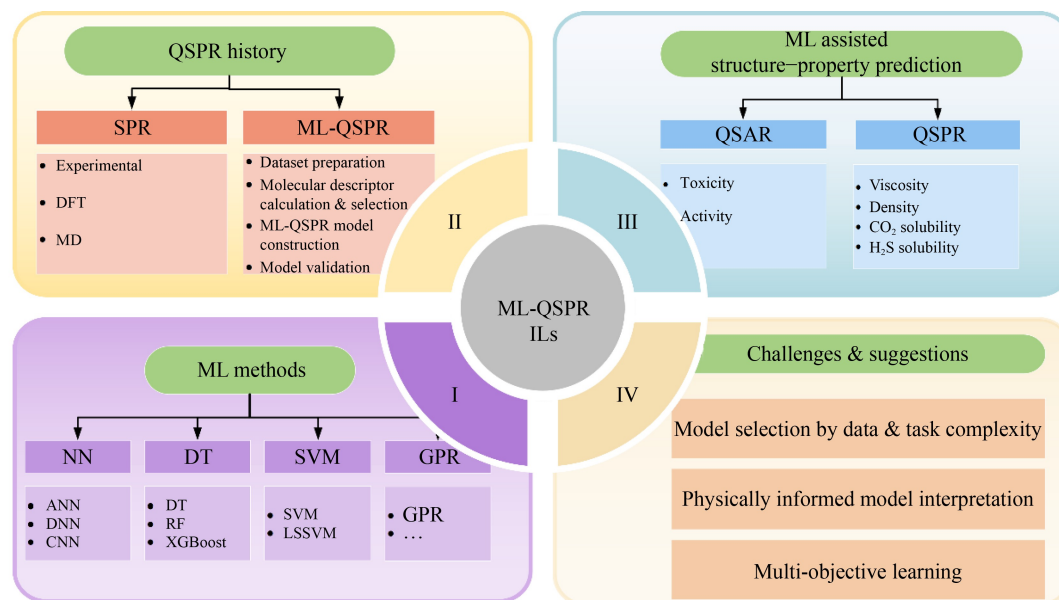 QSPR history
SPR
• Experimental
• DFT
• MD
ML-QSPR
• Dataset preparation
• Molecular descriptor
calculation & selection
• ML-QSPR model
construction
• Model validation
II
ML assisted
structure−property prediction
QSAR
• Toxicity
Activity
QSPR
• Viscosity
• Density
• CO₂ solubility
• H₂S solubility
III
ML-QSPR
ILs
ML methods
NN
• ANN
• DNN
• CNN
DT
• DT
• RF
• XGBoost
SVM
• SVM
• LSSVM
GPR
• GPR
• …
I
IV
Challenges & suggestions
Model selection by data & task complexity
Physically informed model interpretation
Multi-objective learning